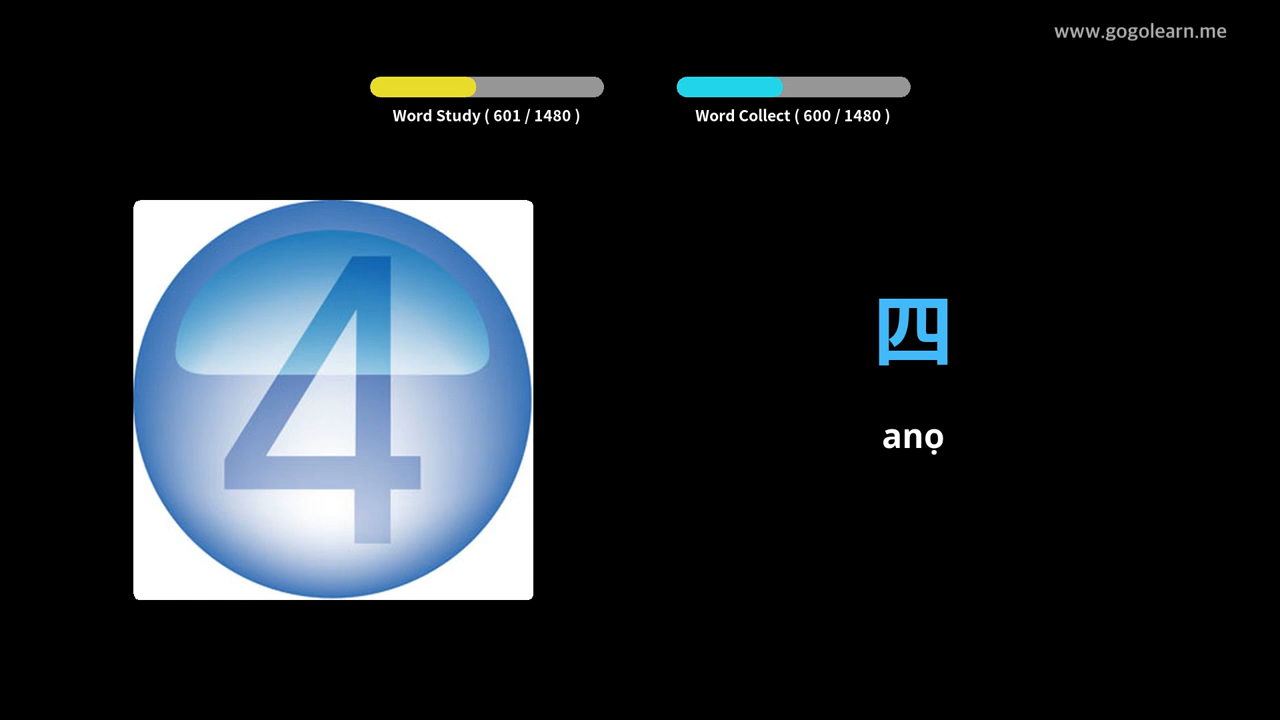 www.gogolearn.me
Word Study ( 601 / 1480 )
Word Collect ( 600 / 1480 )
4
四
anọ